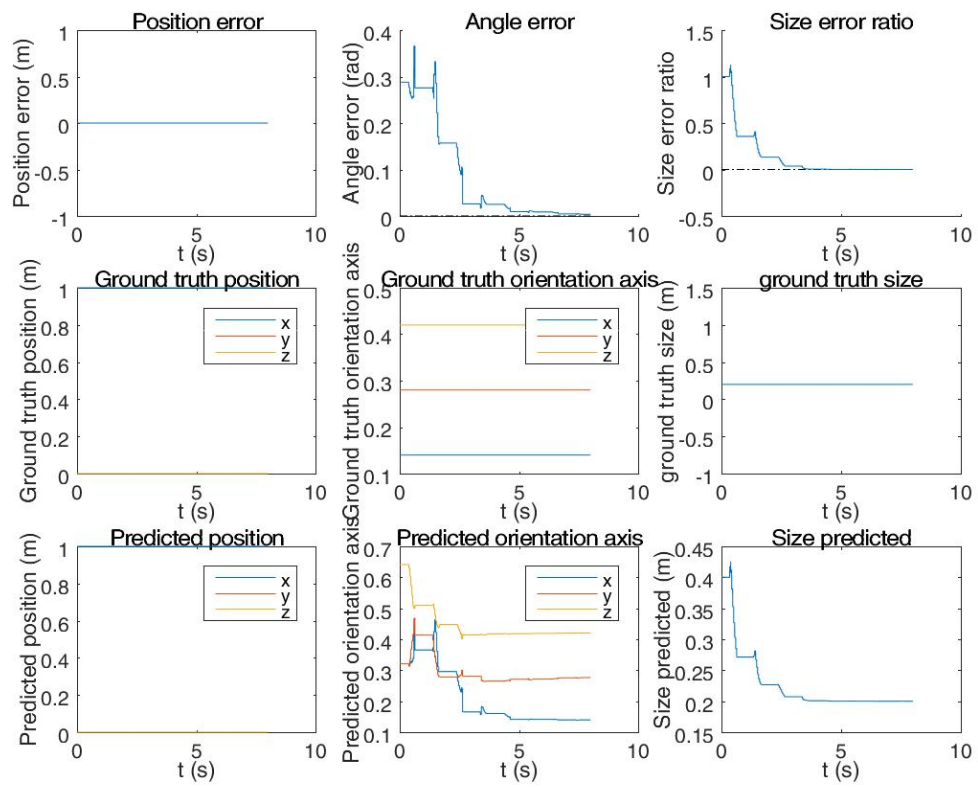 Position error
Position error (m)
1
0.5
0
-0.5
-1
0 5 10
t (s)
Angle error
Angle error (rad)
0.4
0.3
0.2
0.1
0
0 5 10
t (s)
Size error ratio
Size error ratio
1.5
1
0.5
0
-0.5
0 5 10
t (s)
Ground truth position
Ground truth position (m)
1
0.8
0.6
0.4
0.2
0
x
y
z
0 5 10
t (s)
Ground truth orientation axis
Ground truth orientation axis
0.5
0.4
0.3
0.2
0.1
x
y
z
0 5 10
t (s)
ground truth size
ground truth size (m)
1.5
1
0.5
0
-0.5
-1
0 5 10
t (s)
Predicted position
Predicted position (m)
1
0.8
0.6
0.4
0.2
0
x
y
z
0 5 10
t (s)
Predicted orientation axis
Predicted orientation axis
0.7
0.6
0.5
0.4
0.3
0.2
0.1
x
y
z
0 5 10
t (s)
Size predicted
Size predicted (m)
0.45
0.4
0.35
0.3
0.25
0.2
0.15
0 5 10
t (s)